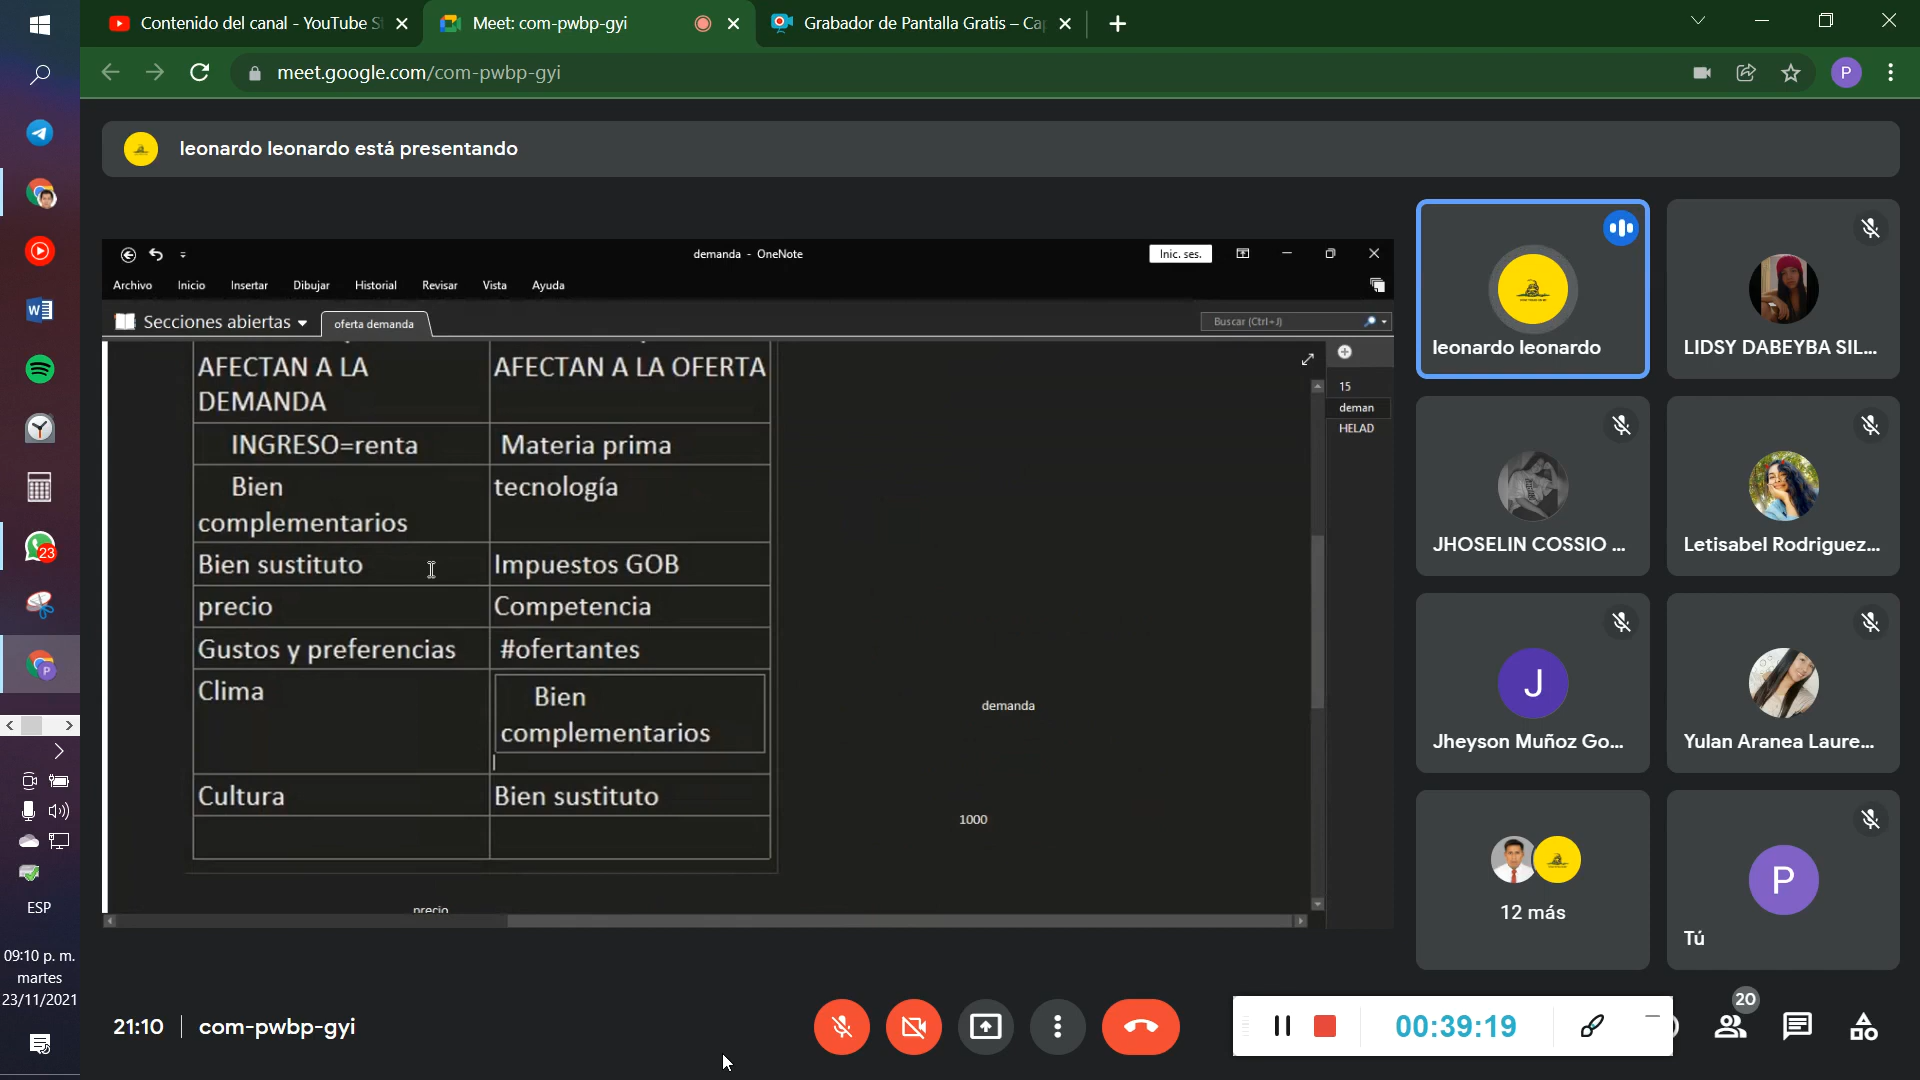 Contenido del canal - YouTube S
Meet: com-pwbp-gyi
Grabador de Pantalla Gratis – Ca
meet.google.com/com-pwbp-gyi
P
leonardo leonardo está presentando
demanda - OneNote
Inic. ses.
Archivo
Inicio
Insertar
Dibujar
Historial
Revisar
Vista
Ayuda
Secciones abiertas
oferta demanda
Buscar (Ctrl+J)
AFECTAN A LA DEMANDA
AFECTAN A LA OFERTA
INGRESO=renta
Materia prima
Bien complementarios
tecnología
Bien sustituto
Impuestos GOB
precio
Competencia
Gustos y preferencias
#ofertantes
Clima
Bien complementarios
Cultura
Bien sustituto
demanda
1000
precio
15
deman
HELAD
leonardo leonardo
LIDSY DABEYBA SIL...
JHOSELIN COSSIO ...
Letisabel Rodriguez...
J
Jheyson Muñoz Go...
Yulan Aranea Laure...
12 más
P
Tú
23
P
ESP
09:10 p. m.
martes
23/11/2021
21:10
com-pwbp-gyi
00:39:19
20